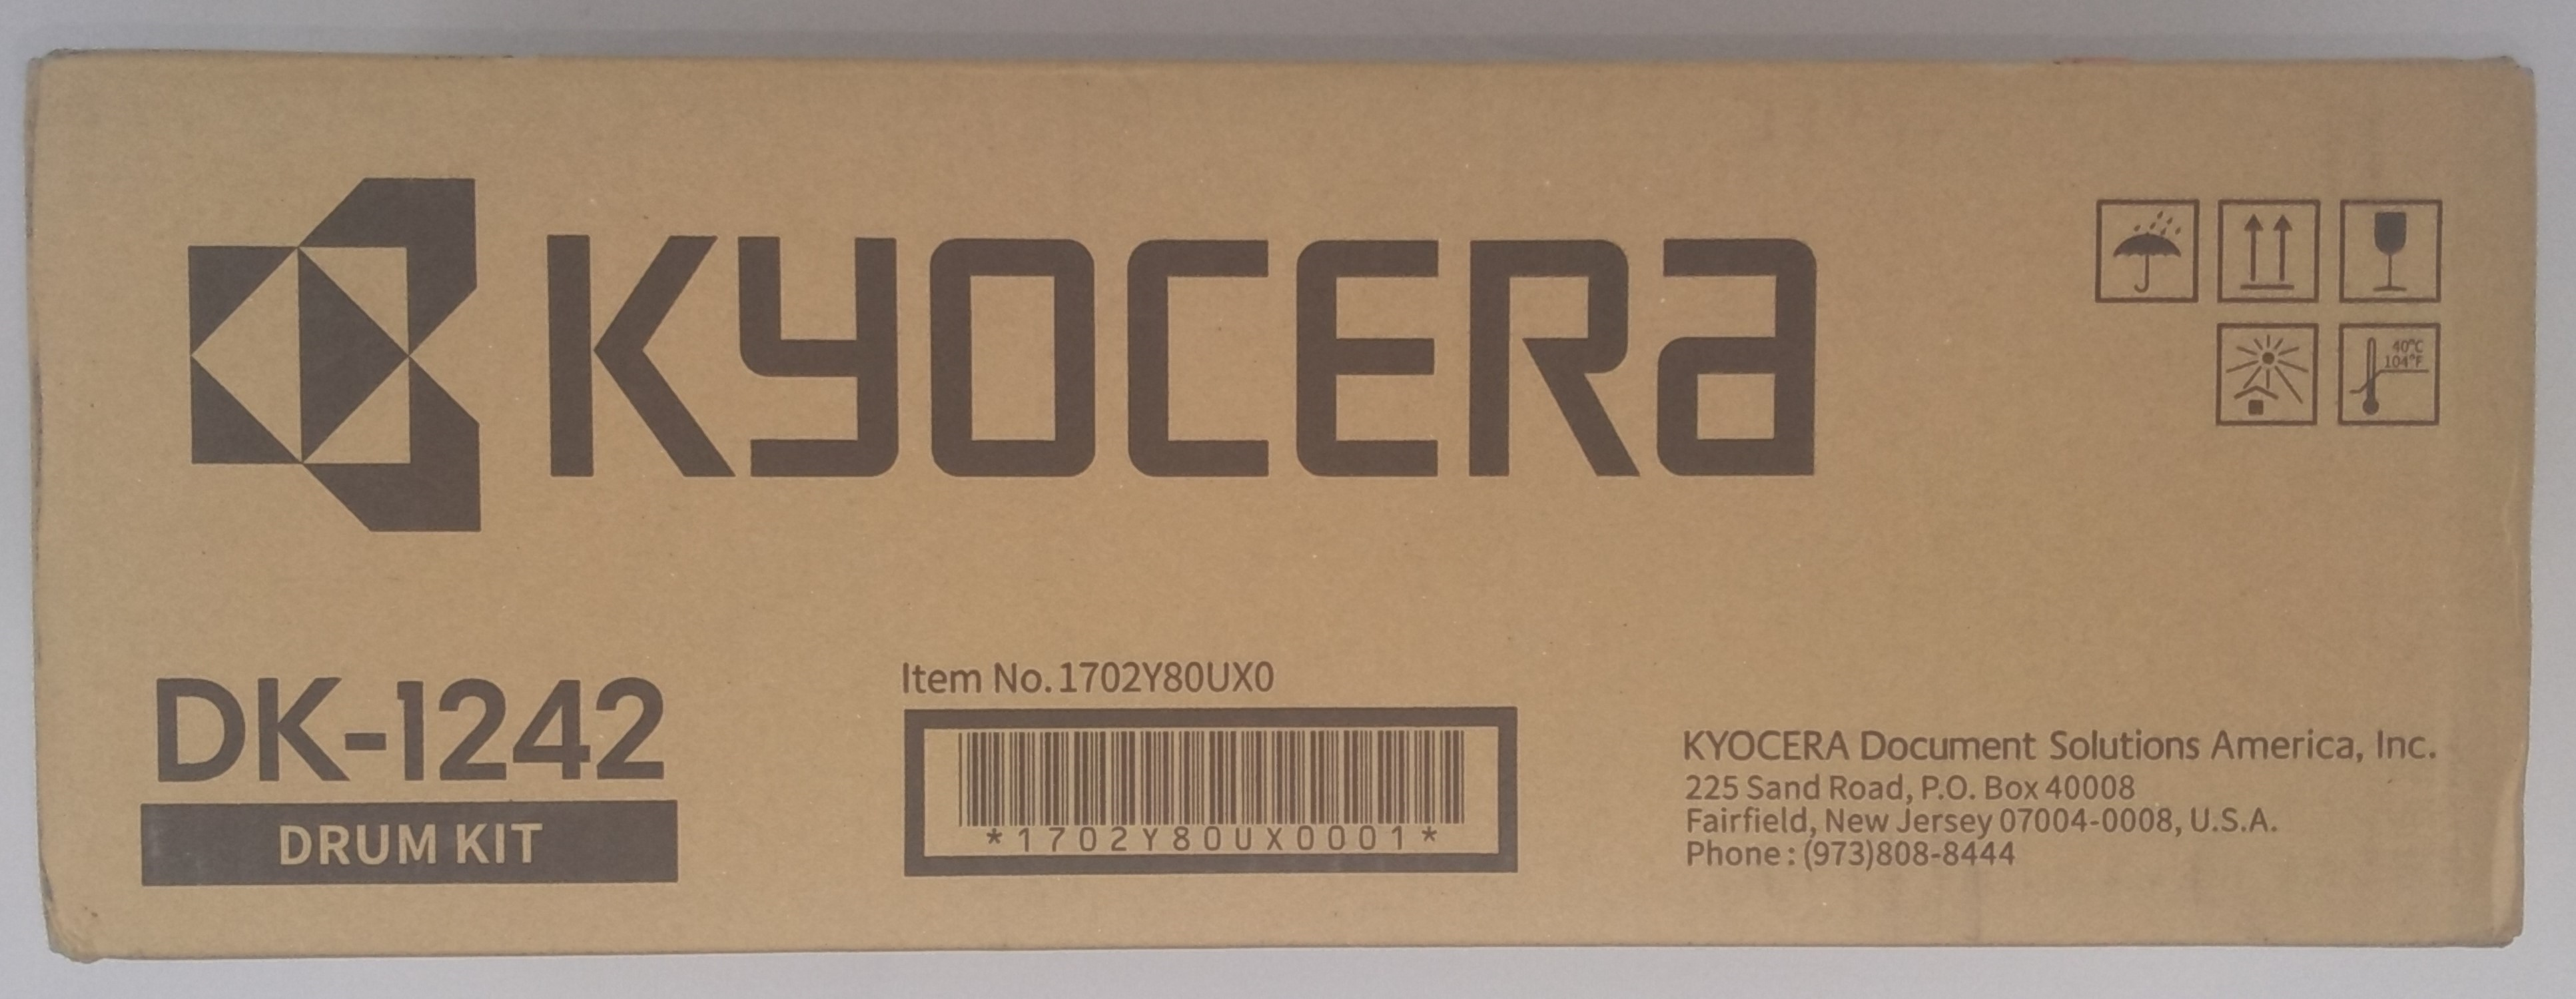 KYOCERA
40°C
104°F
DK-1242
DRUM KIT
Item No. 1702Y80UX0
*1702Y80UX0001*
KYOCERA Document Solutions America, Inc.
225 Sand Road, P.O. Box 40008
Fairfield, New Jersey 07004-0008, U.S.A.
Phone : (973)808-8444